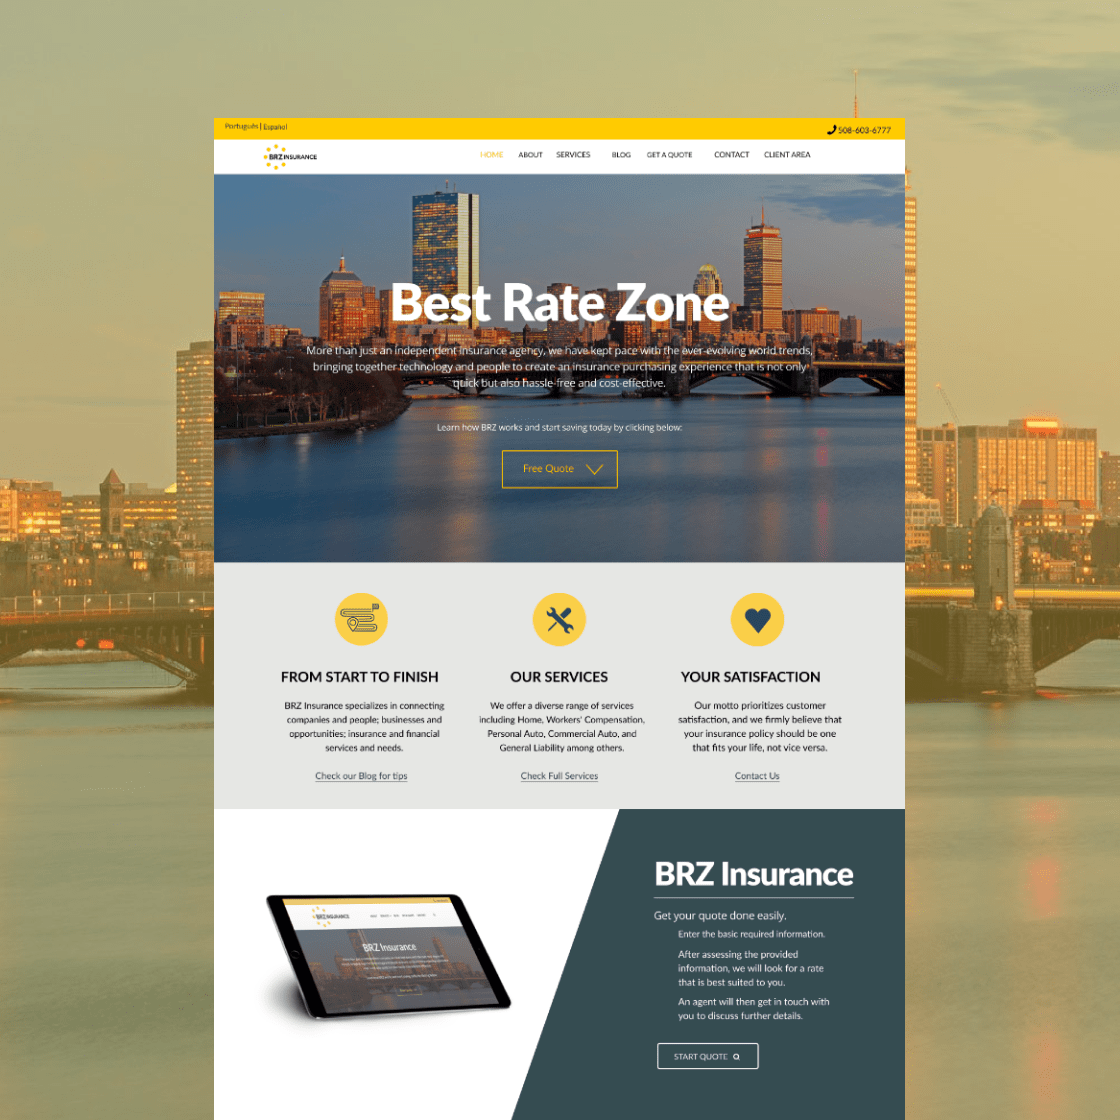 Português | Español
508-603-6777
BRZ INSURANCE
HOME ABOUT SERVICES BLOG GET A QUOTE CONTACT CLIENT AREA
Best Rate Zone
More than just an independent insurance agency, we have kept pace with the ever-evolving world trends,
bringing together technology and people to create an insurance purchasing experience that is not only
quick but also hassle-free and cost-effective.
Learn how BRZ works and start saving today by clicking below:
Free Quote
FROM START TO FINISH
BRZ Insurance specializes in connecting
companies and people; businesses and
opportunities; insurance and financial
services and needs.
Check our Blog for tips
OUR SERVICES
We offer a diverse range of services
including Home, Workers' Compensation,
Personal Auto, Commercial Auto, and
General Liability among others.
Check Full Services
YOUR SATISFACTION
Our motto prioritizes customer
satisfaction, and we firmly believe that
your insurance policy should be one
that fits your life, not vice versa.
Contact Us
BRZ INSURANCE
BRZ Insurance
BRZ Insurance
Get your quote done easily.
Enter the basic required information.
After assessing the provided
information, we will look for a rate
that is best suited to you.
An agent will then get in touch with
you to discuss further details.
START QUOTE